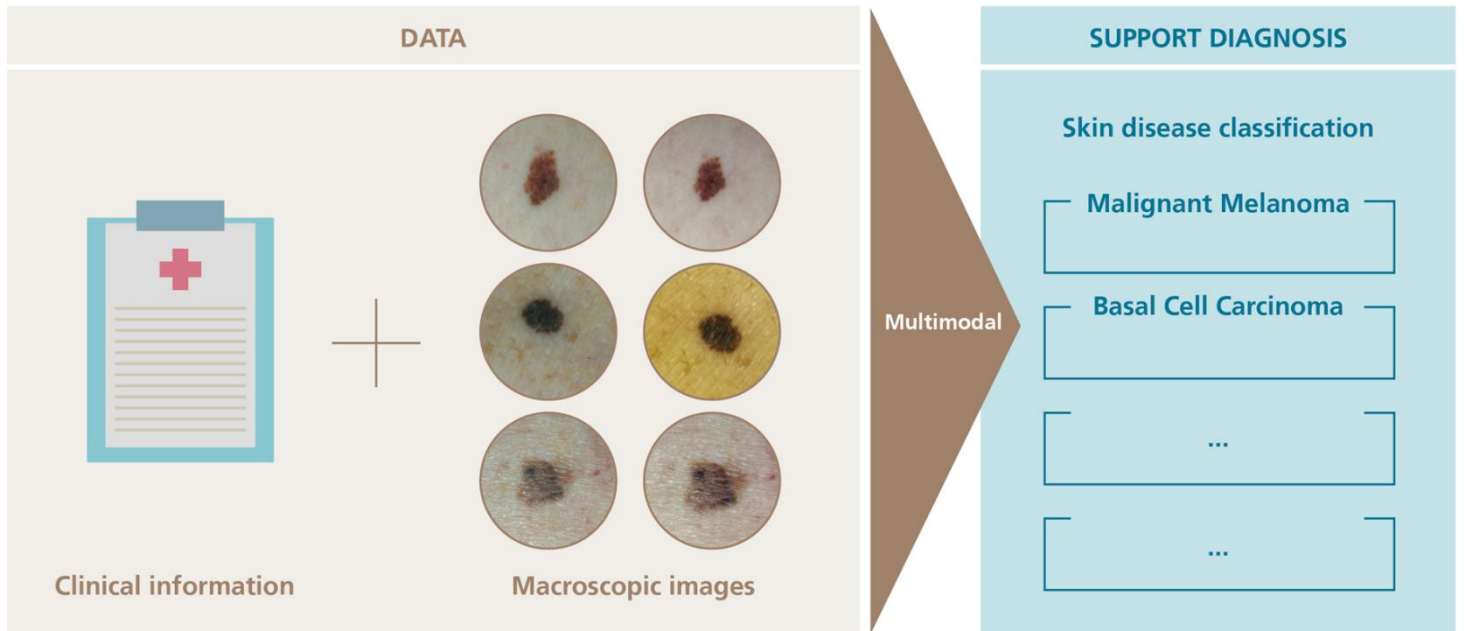 DATA
Clinical information
Macroscopic images
Multimodal
SUPPORT DIAGNOSIS
Skin disease classification
Malignant Melanoma
Basal Cell Carcinoma
...
...